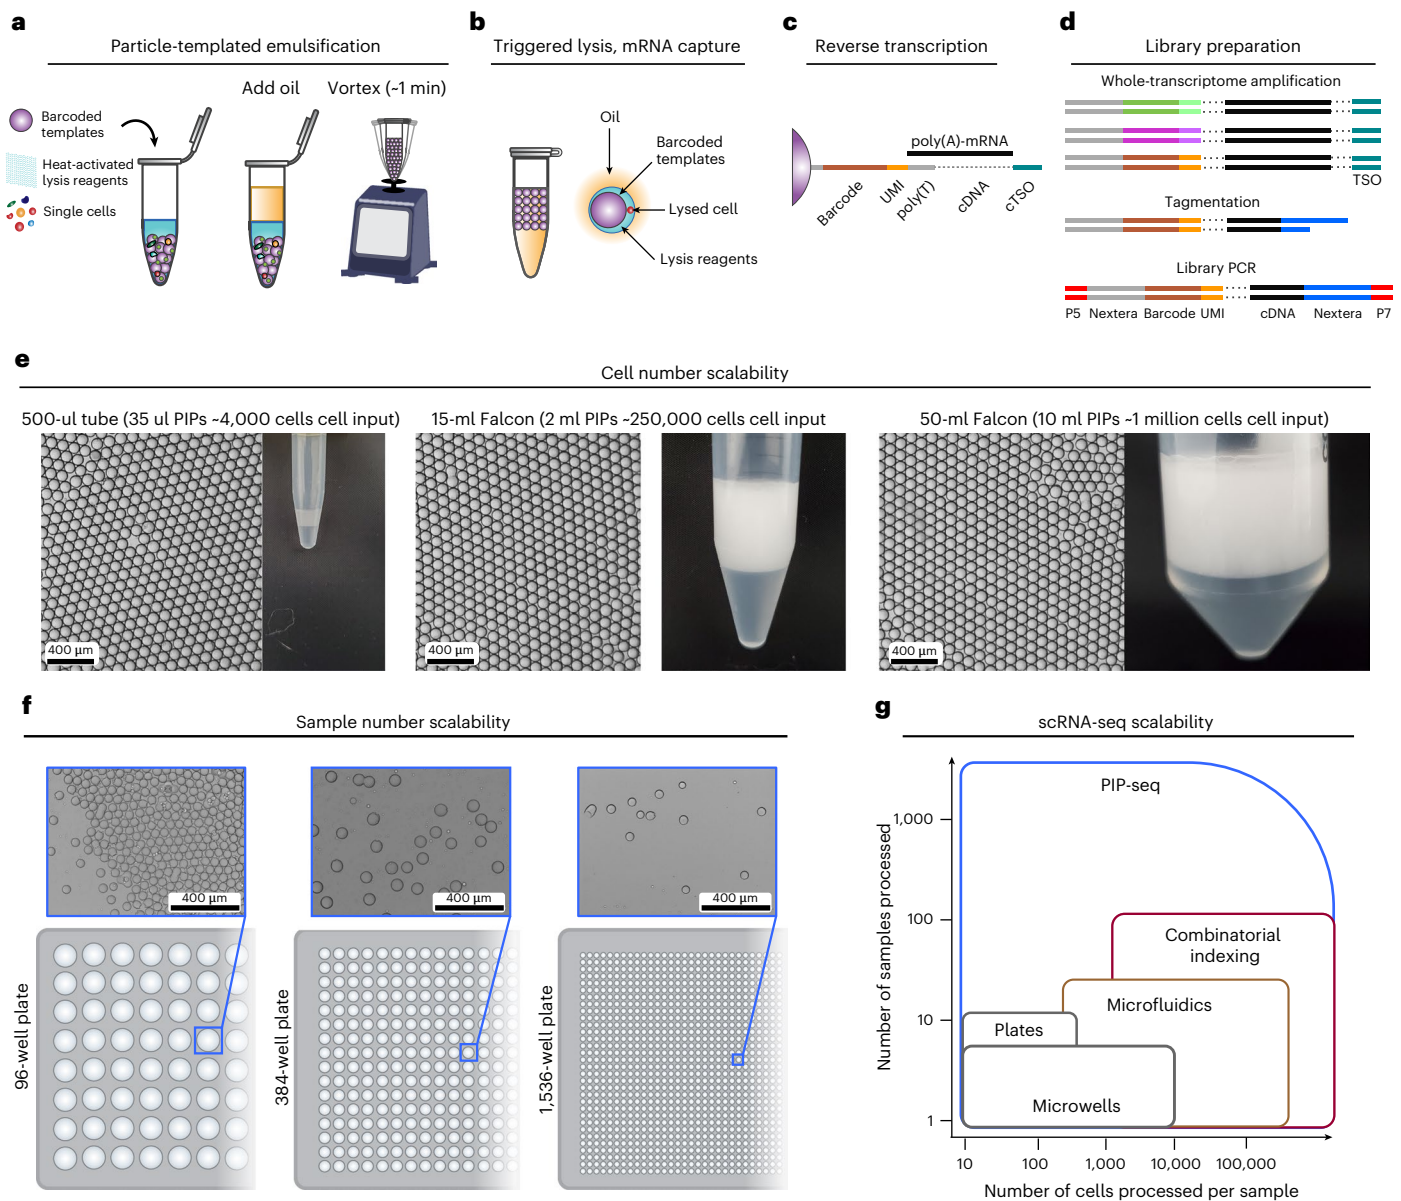 a
Particle-templated emulsification
Add oil
Vortex (~1 min)
Barcoded
templates
Heat-activated
lysis reagents
Single cells
b
Triggered lysis, mRNA capture
Oil
Barcoded
templates
Lysed cell
Lysis reagents
c
Reverse transcription
poly(A)-mRNA
Barcode
UMI
poly(T)
cDNA
cTSO
d
Library preparation
Whole-transcriptome amplification
TSO
Tagmentation
Library PCR
P5 Nextera Barcode UMI cDNA Nextera P7
e
Cell number scalability
500-ul tube (35 ul PIPs ~4,000 cells cell input)
400 µm
15-ml Falcon (2 ml PIPs ~250,000 cells cell input
400 µm
50-ml Falcon (10 ml PIPs ~1 million cells cell input)
400 µm
f
Sample number scalability
400 µm
400 µm
400 µm
96-well plate
384-well plate
1,536-well plate
g
scRNA-seq scalability
Number of samples processed
1,000
100
10
1
PIP-seq
Combinatorial
indexing
Microfluidics
Plates
Microwells
10 100 1,000 10,000 100,000
Number of cells processed per sample